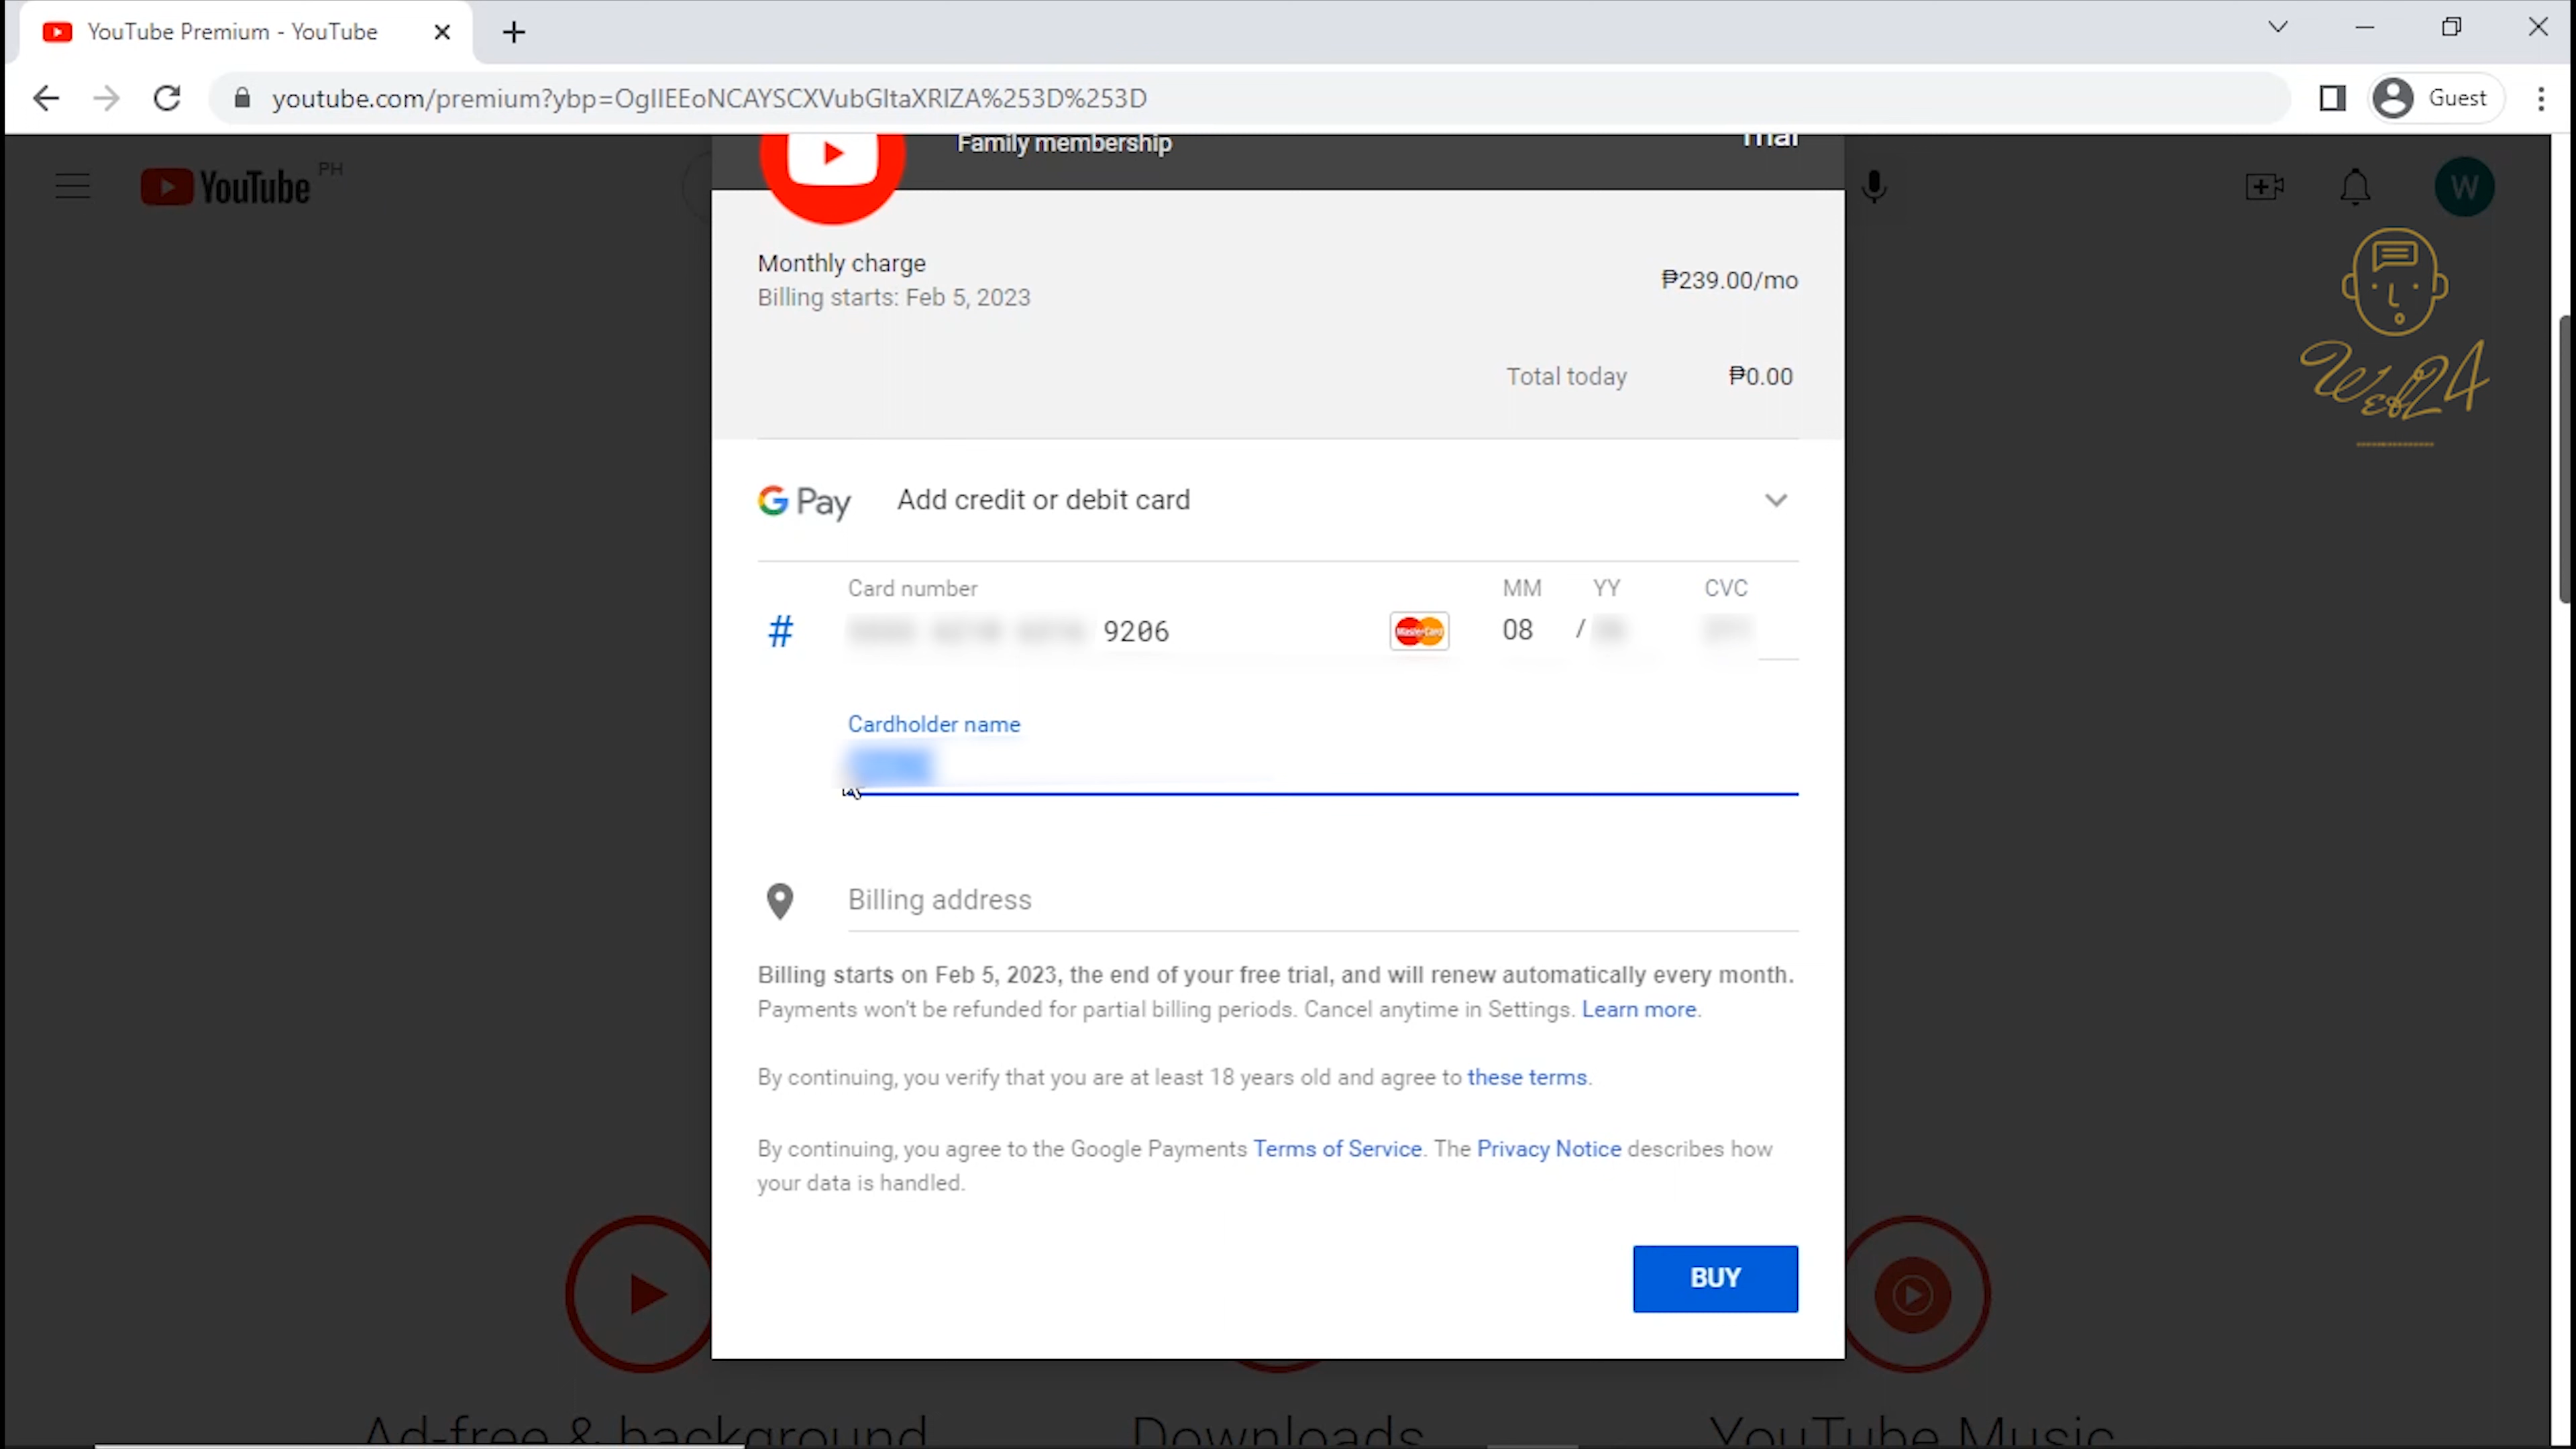 YouTube Premium - YouTube
youtube.com/premium?ybp=OgIIEEoNCAYSCXVubGltaXRlZA%253D%253D
Guest
YouTube PH
W
Family membership
Trial
Monthly charge
₱239.00/mo
Billing starts: Feb 5, 2023
Total today ₱0.00
Web24
G Pay Add credit or debit card
Card number MM YY CVC
# 9206 MasterCard 08 /
Cardholder name
Billing address
Billing starts on Feb 5, 2023, the end of your free trial, and will renew automatically every month.
Payments won't be refunded for partial billing periods. Cancel anytime in Settings. Learn more.
By continuing, you verify that you are at least 18 years old and agree to these terms.
By continuing, you agree to the Google Payments Terms of Service. The Privacy Notice describes how
your data is handled.
BUY
Ad-free & background
Downloads
YouTube Music